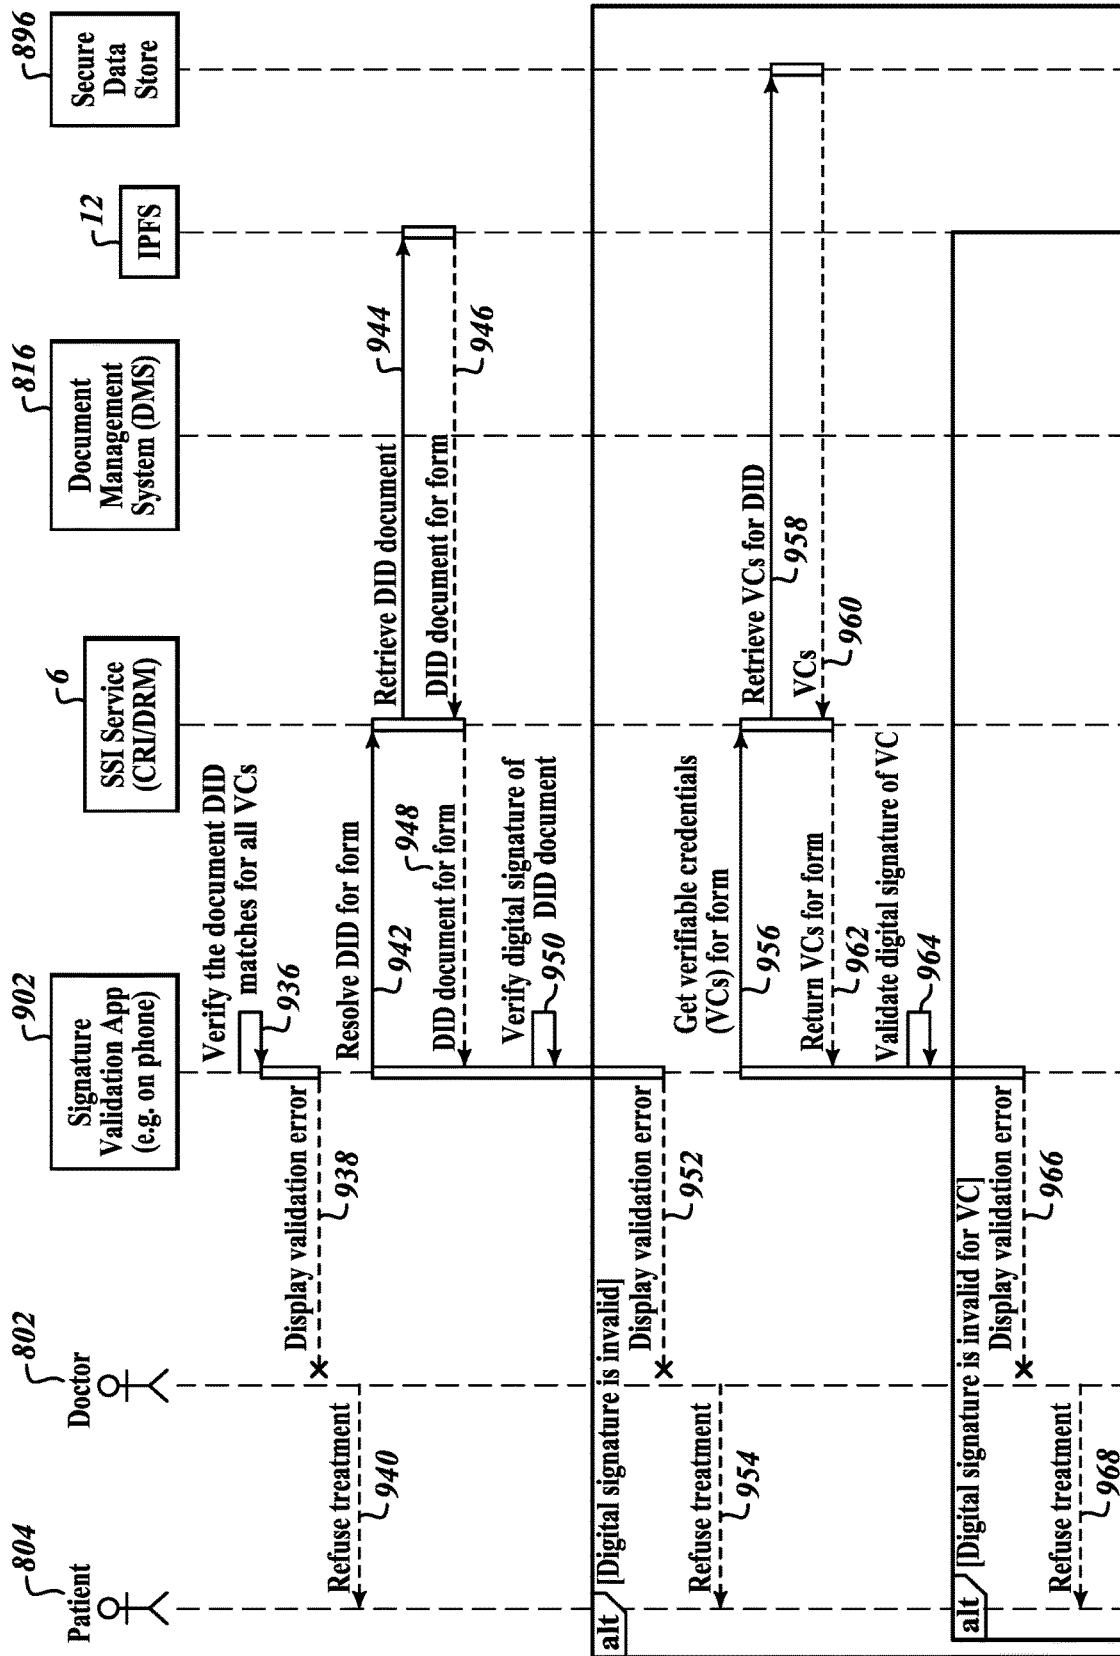 804
Patient
802
Doctor
902
Signature
Validation App
(e.g. on phone)
6
SSI Service
(CRI/DRM)
816
Document
Management
System (DMS)
12
IPFS
896
Secure
Data
Store
Verify the document DID
matches for all VCs
936
Display validation error
938
Refuse treatment
940
Resolve DID for form
942
Retrieve DID document
944
DID document for form
946
948
DID document for form
Verify digital signature of
950 DID document
alt
[Digital signature is invalid]
Display validation error
952
Refuse treatment
954
Get verifiable credentials
(VCs) for form
956
Retrieve VCs for DID
958
VCs
960
Return VCs for form
962
Validate digital signature of VC
964
alt
[Digital signature is invalid for VC]
Display validation error
966
Refuse treatment
968